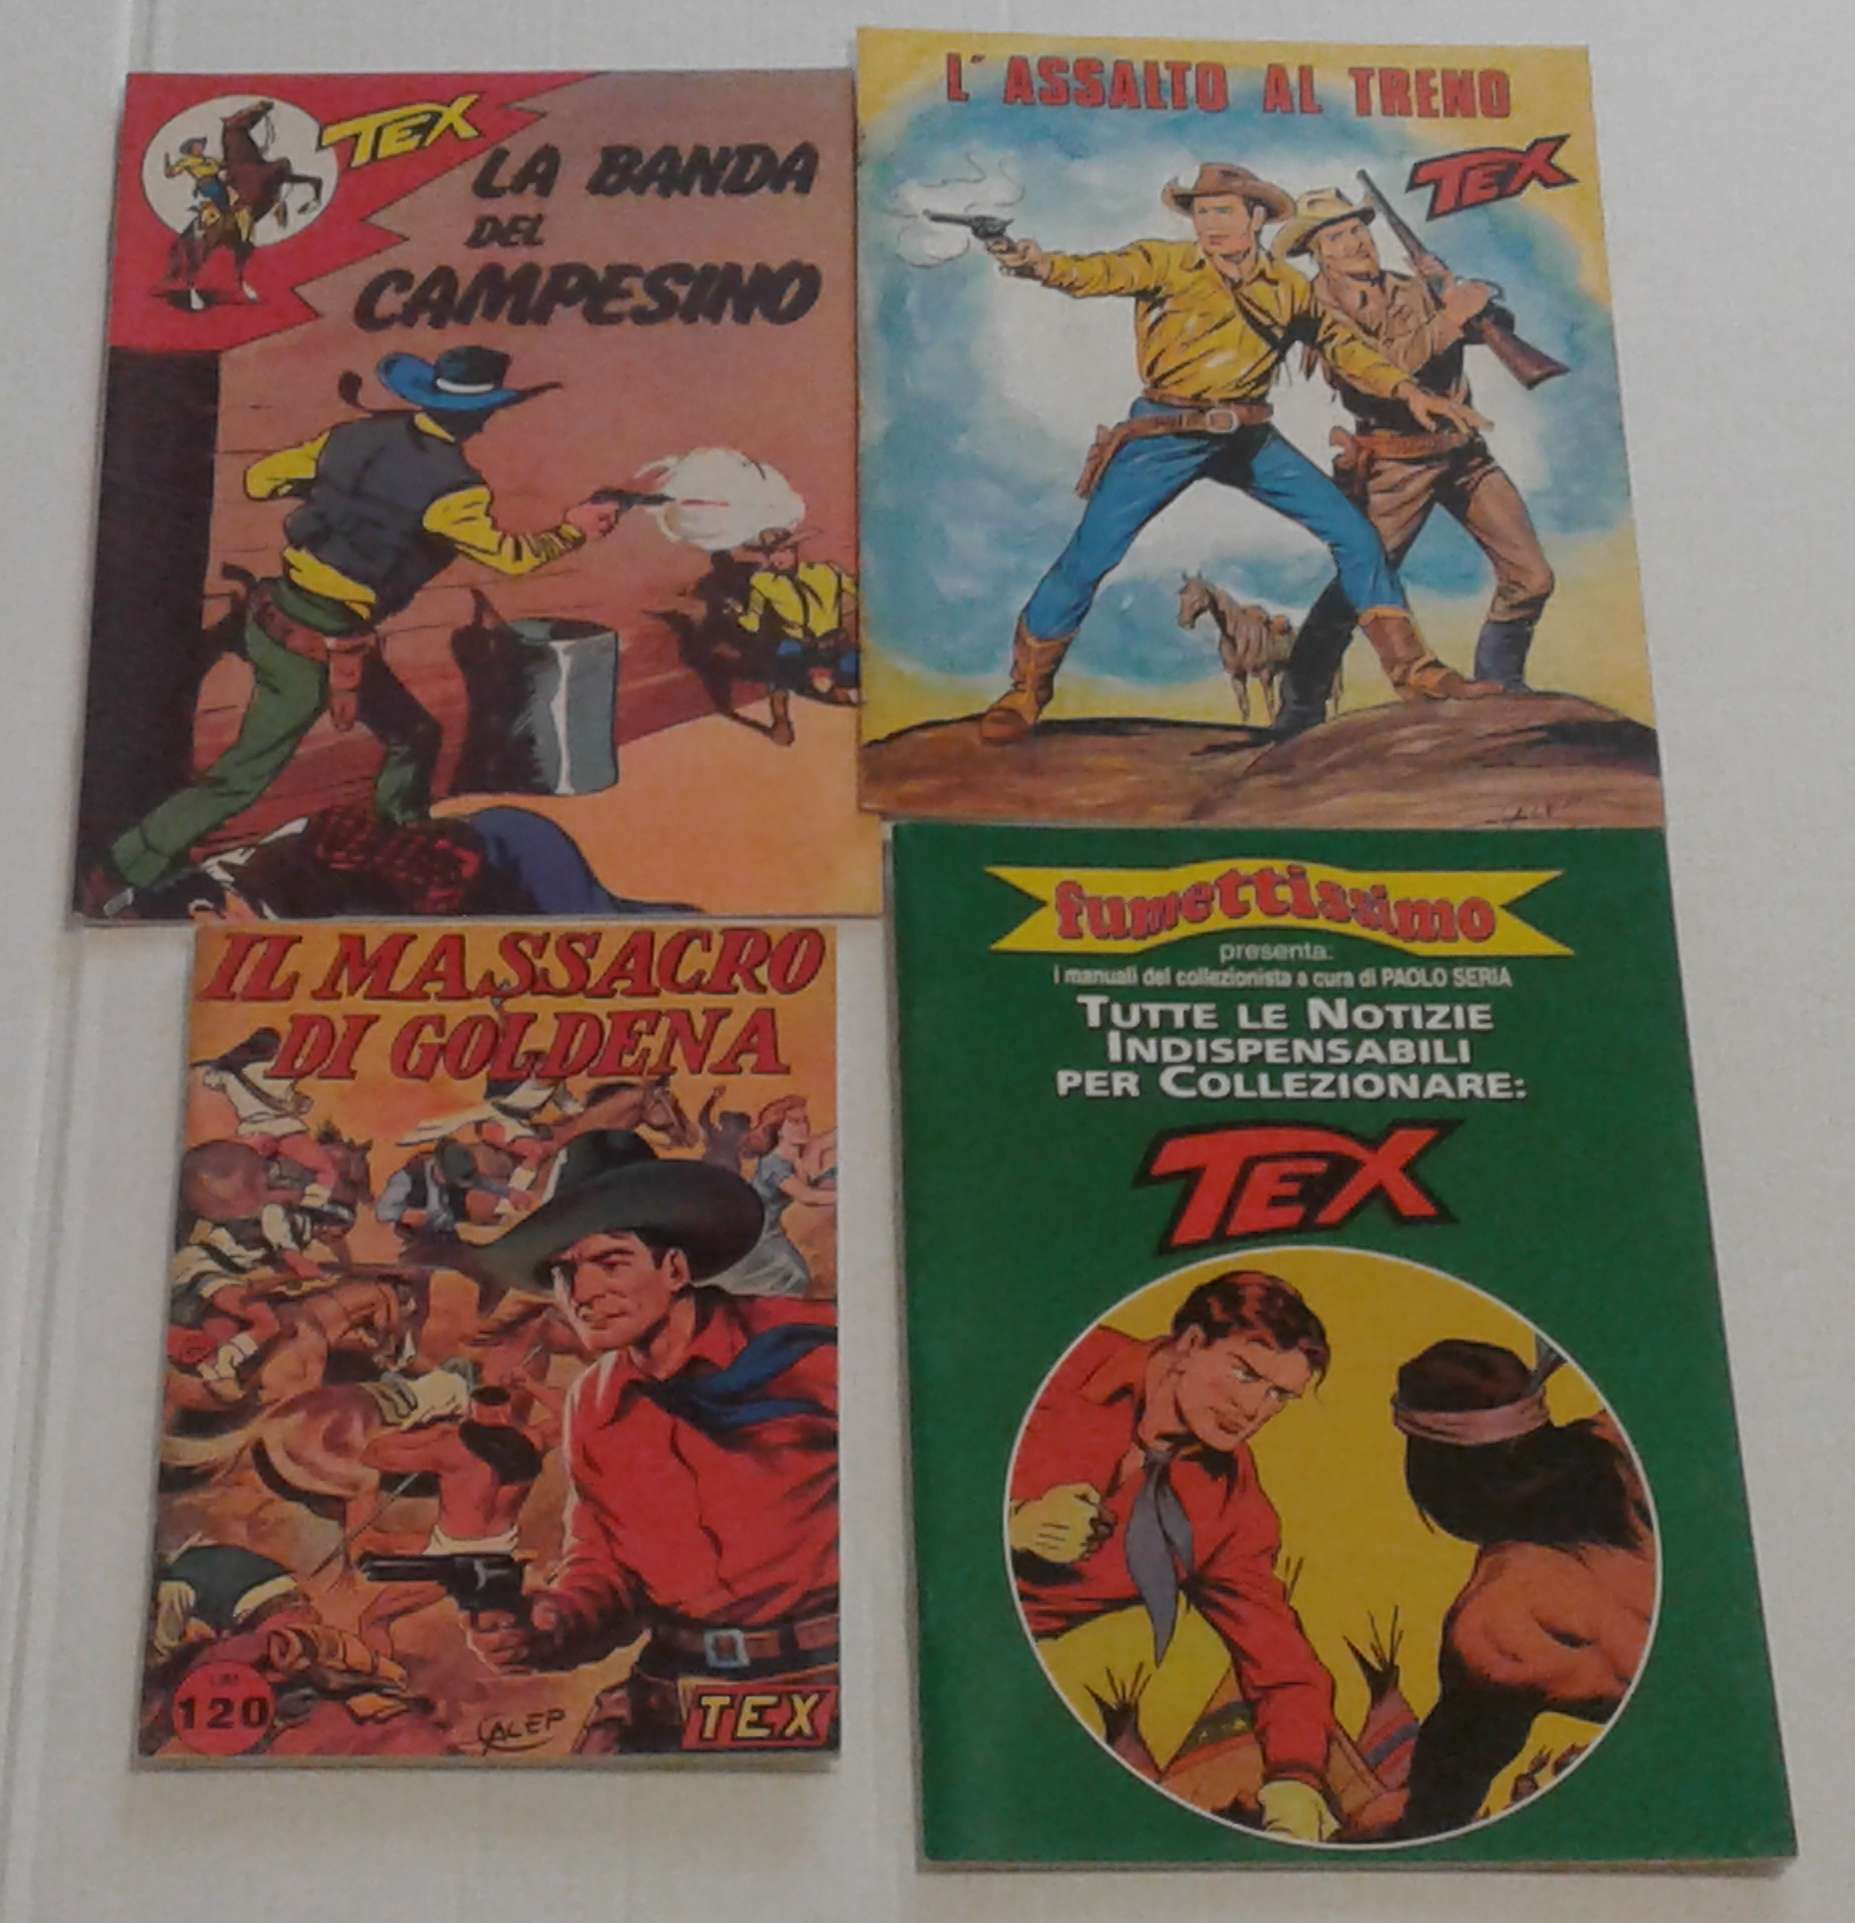 TEX
LA BANDA
DEL
CAMPESINO
L'ASSALTO AL TRENO
TEX
IL MASSACRO
DI GOLDENA
120
GALEP
TEX
fumettissimo
presenta:
i manuali del collezionista a cura di PAOLO SERIA
TUTTE LE NOTIZIE
INDISPENSABILI
PER COLLEZIONARE:
TEX